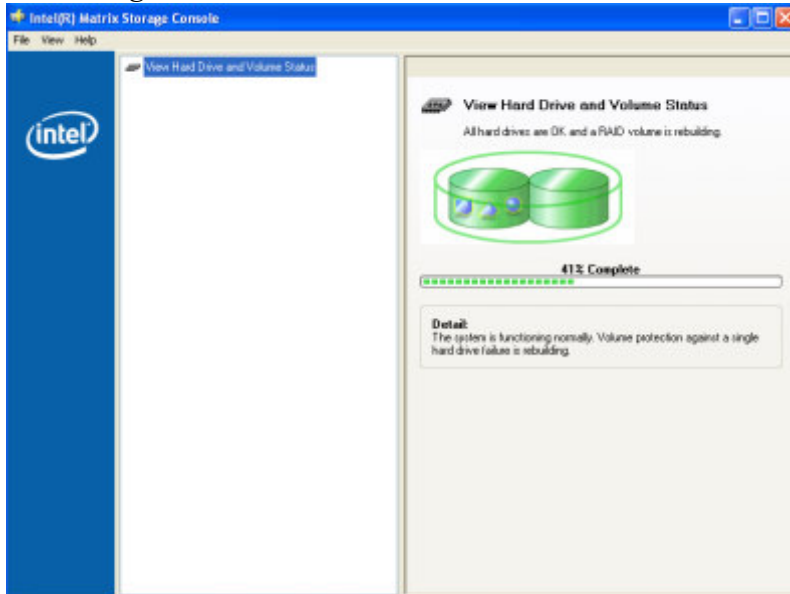 Intel(R) Matrix Storage Console
File View Help
View Hard Drive and Volume Status
intel
View Hard Drive and Volume Status
All hard drives are OK and a RAID volume is rebuilding.
41% Complete
Detail:
The system is functioning normally. Volume protection against a single
hard drive failure is rebuilding.